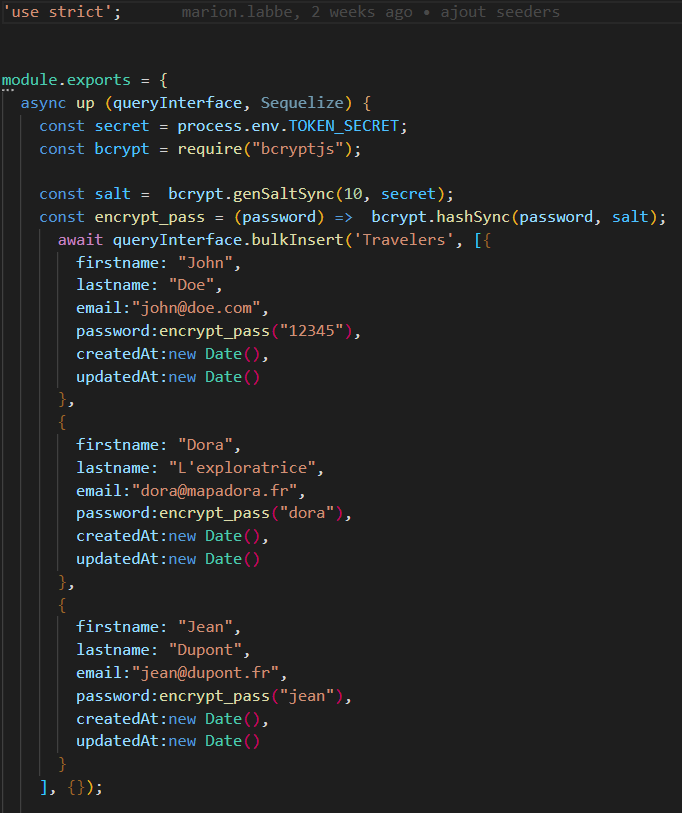 'use strict';        marion.labbe, 2 weeks ago • ajout seeders
module.exports = {
  async up (queryInterface, Sequelize) {
    const secret = process.env.TOKEN_SECRET;
    const bcrypt = require("bcryptjs");
    const salt =  bcrypt.genSaltSync(10, secret);
    const encrypt_pass = (password) =>  bcrypt.hashSync(password, salt);
      await queryInterface.bulkInsert('Travelers', [{
        firstname: "John",
        lastname: "Doe",
        email:"john@doe.com",
        password:encrypt_pass("12345"),
        createdAt:new Date(),
        updatedAt:new Date()
      },
      {
        firstname: "Dora",
        lastname: "L'exploratrice",
        email:"dora@mapadora.fr",
        password:encrypt_pass("dora"),
        createdAt:new Date(),
        updatedAt:new Date()
      },
      {
        firstname: "Jean",
        lastname: "Dupont",
        email:"jean@dupont.fr",
        password:encrypt_pass("jean"),
        createdAt:new Date(),
        updatedAt:new Date()
      }
    ], {});